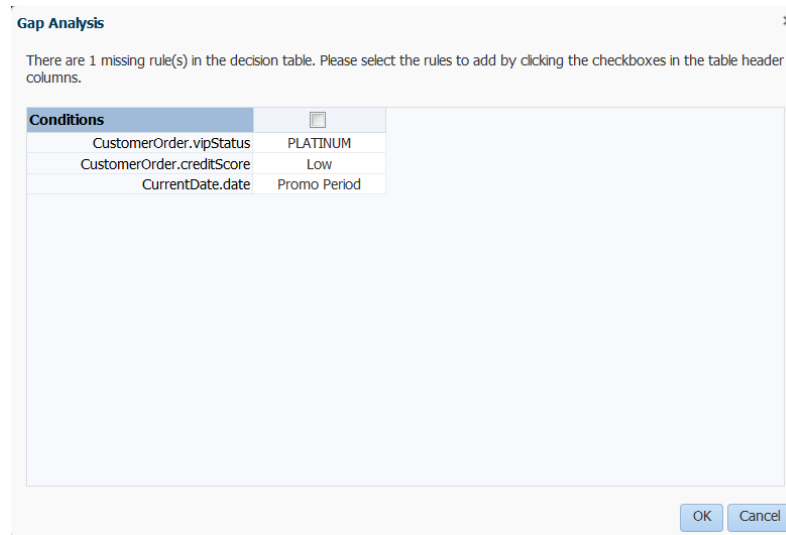 Gap Analysis
There are 1 missing rule(s) in the decision table. Please select the rules to add by clicking the checkboxes in the table header
columns.
Conditions
CustomerOrder.vipStatus PLATINUM
CustomerOrder.creditScore Low
CurrentDate.date Promo Period
OK Cancel